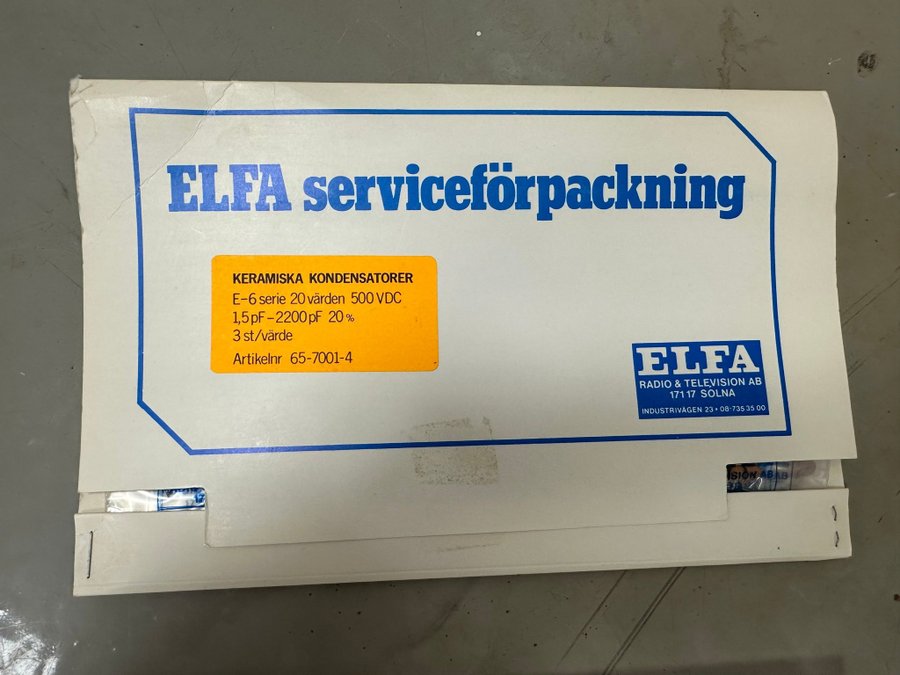 ELFA serviceförpackning
KERAMISKA KONDENSATORER
E-6 serie 20 värden 500 VDC
1,5 pF-2200 pF 20 %
3 st/värde
Artikelnr 65-7001-4
ELFA
RADIO & TELEVISION AB
171 17 SOLNA
INDUSTRIVÄGEN 23 • 08-735 35 00